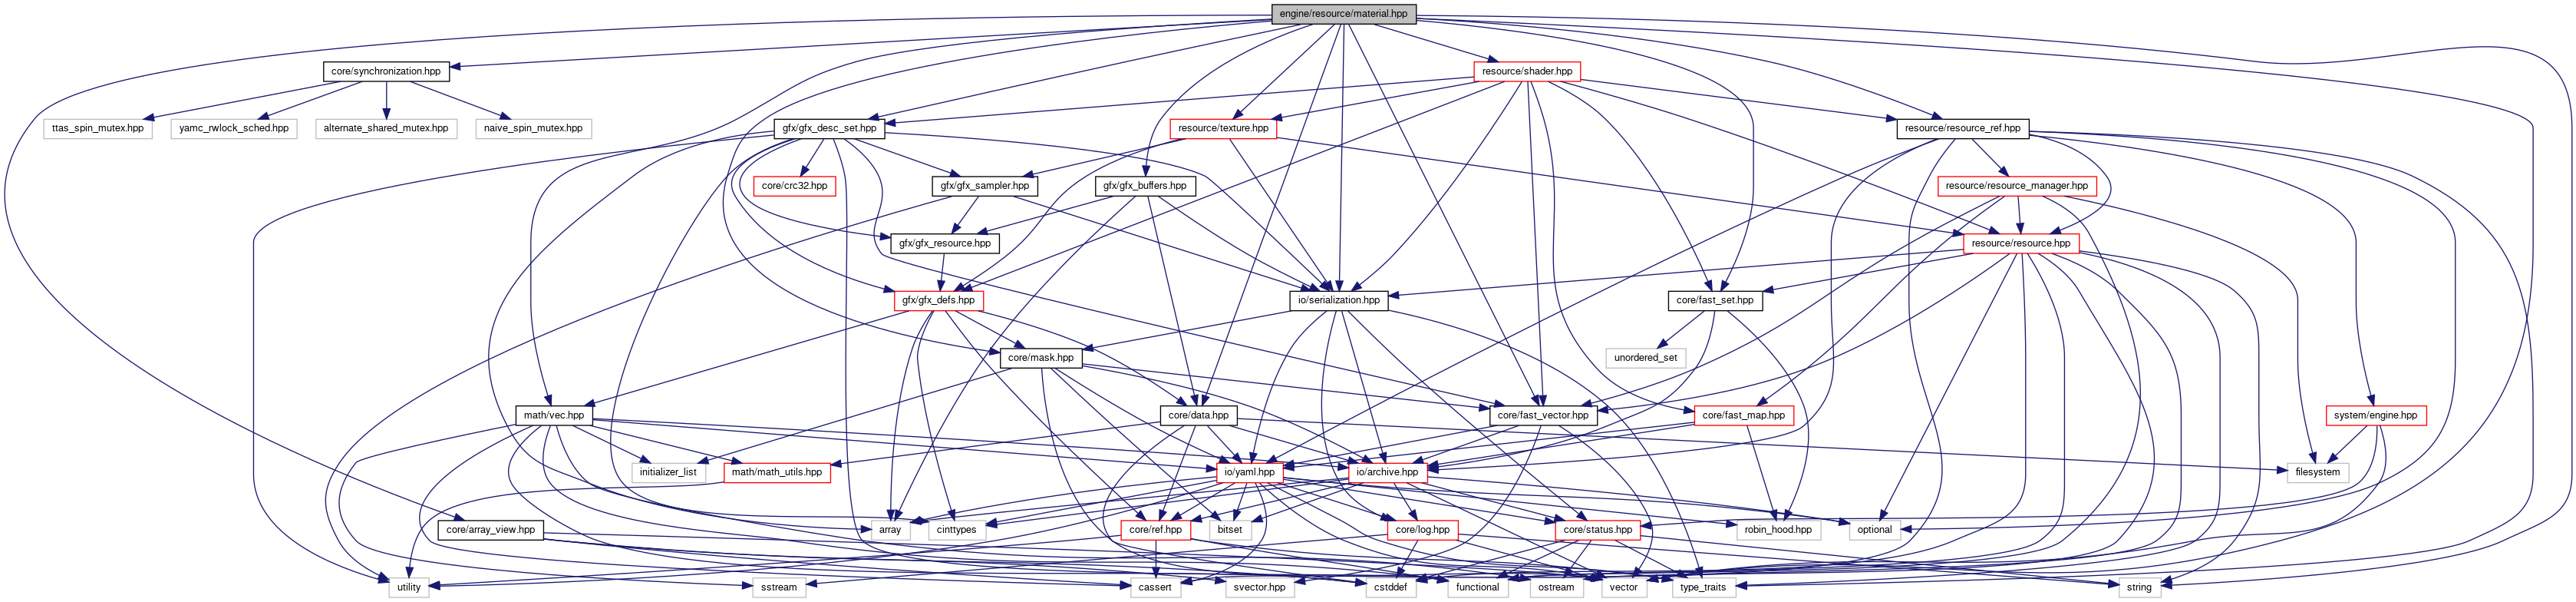 engine/resource/material.hpp
core/synchronization.hpp
resource/shader.hpp
ttas_spin_mutex.hpp
yamc_rwlock_sched.hpp
alternate_shared_mutex.hpp
naive_spin_mutex.hpp
gfx/gfx_desc_set.hpp
resource/texture.hpp
resource/resource_ref.hpp
core/crc32.hpp
gfx/gfx_sampler.hpp
gfx/gfx_buffers.hpp
resource/resource_manager.hpp
gfx/gfx_resource.hpp
resource/resource.hpp
gfx/gfx_defs.hpp
io/serialization.hpp
core/fast_set.hpp
core/mask.hpp
unordered_set
math/vec.hpp
core/data.hpp
core/fast_vector.hpp
core/fast_map.hpp
system/engine.hpp
initializer_list
math/math_utils.hpp
io/yaml.hpp
io/archive.hpp
filesystem
core/array_view.hpp
array
cinttypes
core/ref.hpp
bitset
core/log.hpp
core/status.hpp
robin_hood.hpp
optional
utility
sstream
cassert
svector.hpp
cstddef
functional
ostream
vector
type_traits
string